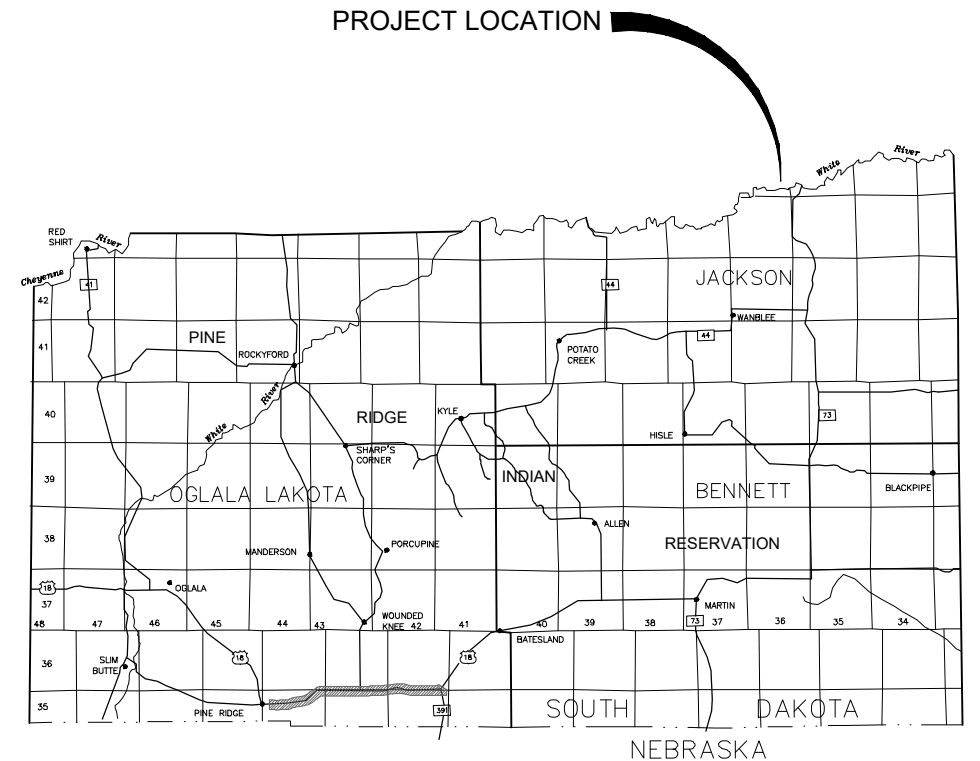 PROJECT LOCATION
White
River
RED
SHIRT
River
Cheyenne
41
42
44
JACKSON
WANBLEE
PINE
41
44
ROCKYFORD
POTATO
CREEK
River
White
40
RIDGE
KYLE
73
HISLE
SHARP'S
CORNER
39
INDIAN
OGLALA LAKOTA
BENNETT
BLACKPIPE
38
ALLEN
PORCUPINE
MANDERSON
RESERVATION
18
OGLALA
37
MARTIN
WOUNDED
KNEE
48 47 46 45 44 43 42 41 40 39 38 73 37 36 35 34
BATESLAND
36
SLIM
BUTTE
18
18
35
PINE RIDGE
391
SOUTH DAKOTA
NEBRASKA